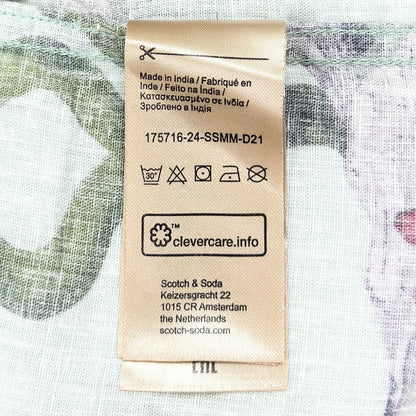 Made in India / Fabriqué en
Inde / Feito na Índia /
Κατασκευασμένο σε Ινδία /
Зроблено в Індія
175716-24-SSMM-D21
30°
™
clevercare.info
Scotch & Soda
Keizersgracht 22
1015 CR Amsterdam
the Netherlands
scotch-soda.com